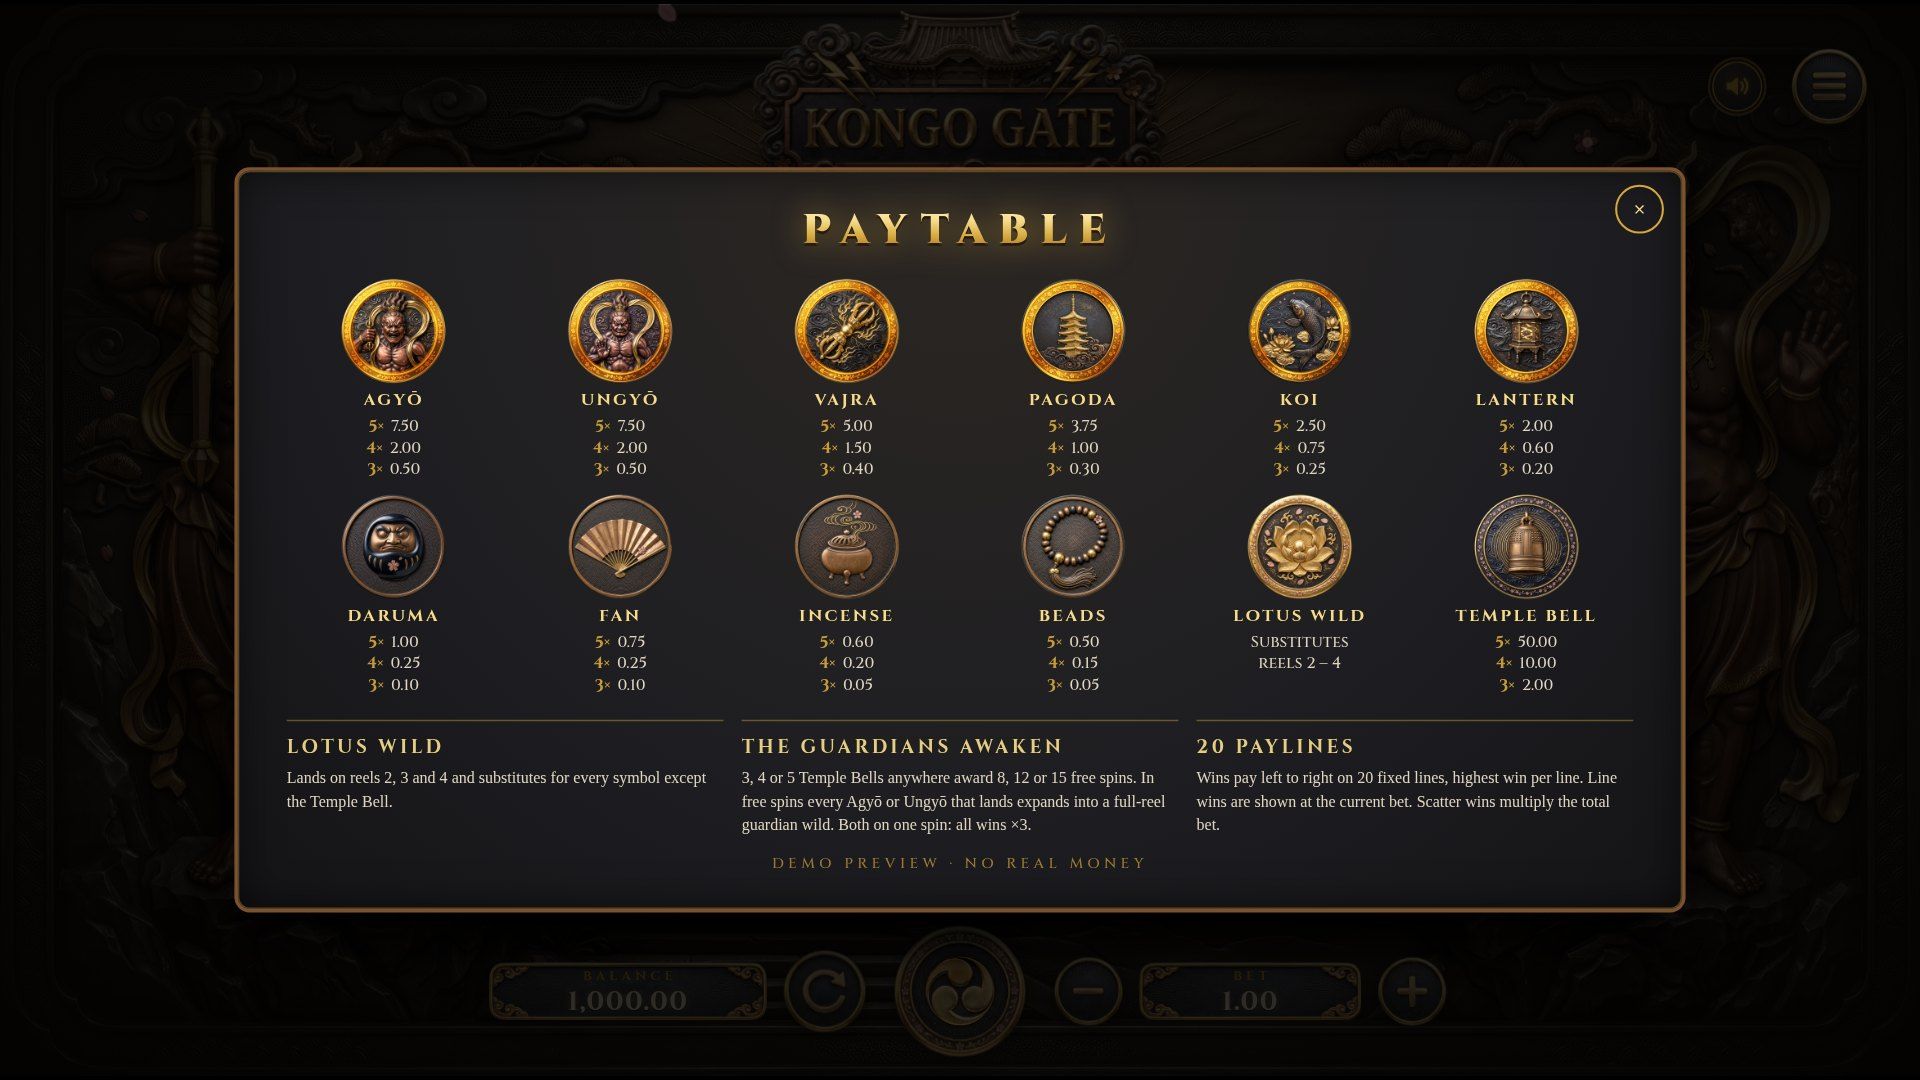 KONGO GATE
PAYTABLE
×
AGYŌ
5× 7.50
4× 2.00
3× 0.50
UNGYŌ
5× 7.50
4× 2.00
3× 0.50
VAJRA
5× 5.00
4× 1.50
3× 0.40
PAGODA
5× 3.75
4× 1.00
3× 0.30
KOI
5× 2.50
4× 0.75
3× 0.25
LANTERN
5× 2.00
4× 0.60
3× 0.20
DARUMA
5× 1.00
4× 0.25
3× 0.10
FAN
5× 0.75
4× 0.25
3× 0.10
INCENSE
5× 0.60
4× 0.20
3× 0.05
BEADS
5× 0.50
4× 0.15
3× 0.05
LOTUS WILD
SUBSTITUTES
REELS 2 – 4
TEMPLE BELL
5× 50.00
4× 10.00
3× 2.00
LOTUS WILD
Lands on reels 2, 3 and 4 and substitutes for every symbol except
the Temple Bell.
THE GUARDIANS AWAKEN
3, 4 or 5 Temple Bells anywhere award 8, 12 or 15 free spins. In
free spins every Agyō or Ungyō that lands expands into a full-reel
guardian wild. Both on one spin: all wins ×3.
20 PAYLINES
Wins pay left to right on 20 fixed lines, highest win per line. Line
wins are shown at the current bet. Scatter wins multiply the total
bet.
DEMO PREVIEW · NO REAL MONEY
BALANCE
1,000.00
BET
1.00